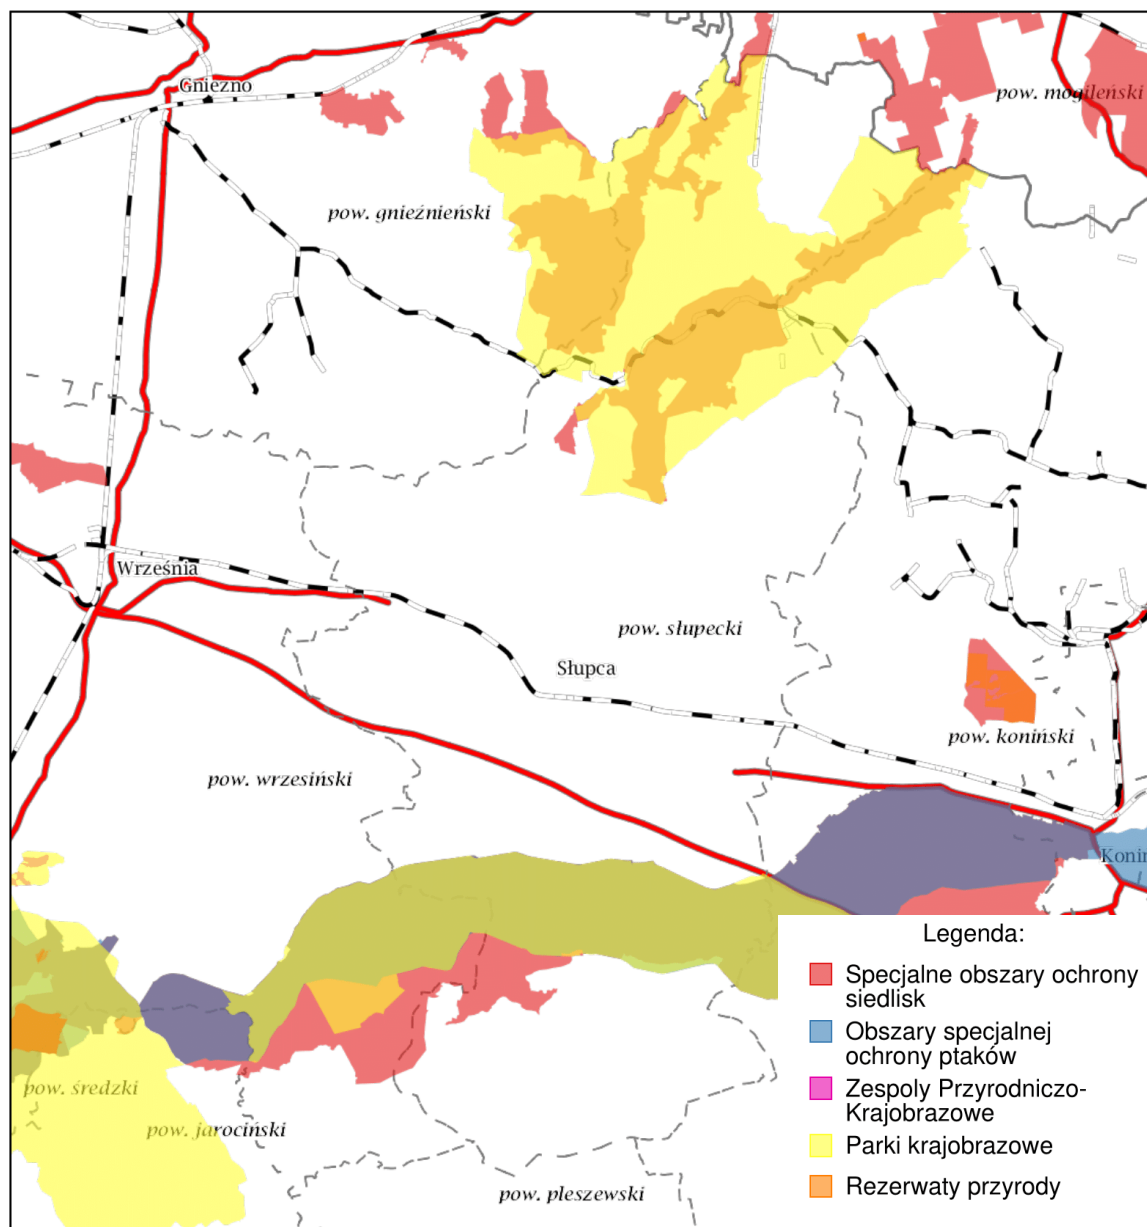 Gniezno
pow. mogileński
pow. gnieźnieński
Września
pow. słupecki
Słupca
pow. koniński
pow. wrzesiński
Konin
Legenda:
Specjalne obszary ochrony
siedlisk
Obszary specjalnej
ochrony ptaków
Zespoly Przyrodniczo-
Krajobrazowe
Parki krajobrazowe
Rezerwaty przyrody
pow. średzki
pow. jarociński
pow. pleszewski